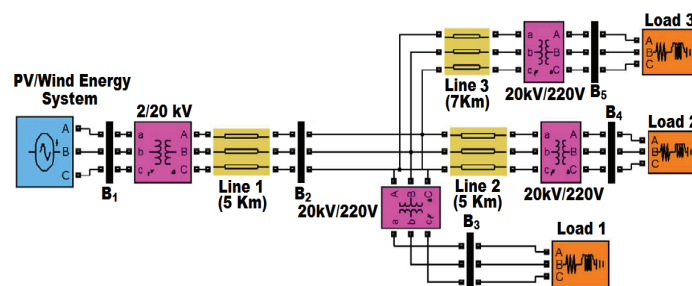 PV/Wind Energy
System
A
B
C
B1
2/20 kV
a
b
c
A
B
C
Line 1
(5 Km)
B2
Line 3
(7Km)
a
b
c
A
B
C
20kV/220V
B5
Load 3
A
B
C
Line 2
(5 Km)
a
b
c
A
B
C
20kV/220V
B4
Load 2
A
B
C
20kV/220V
A
B
C
a
b
c
B3
Load 1
A
B
C